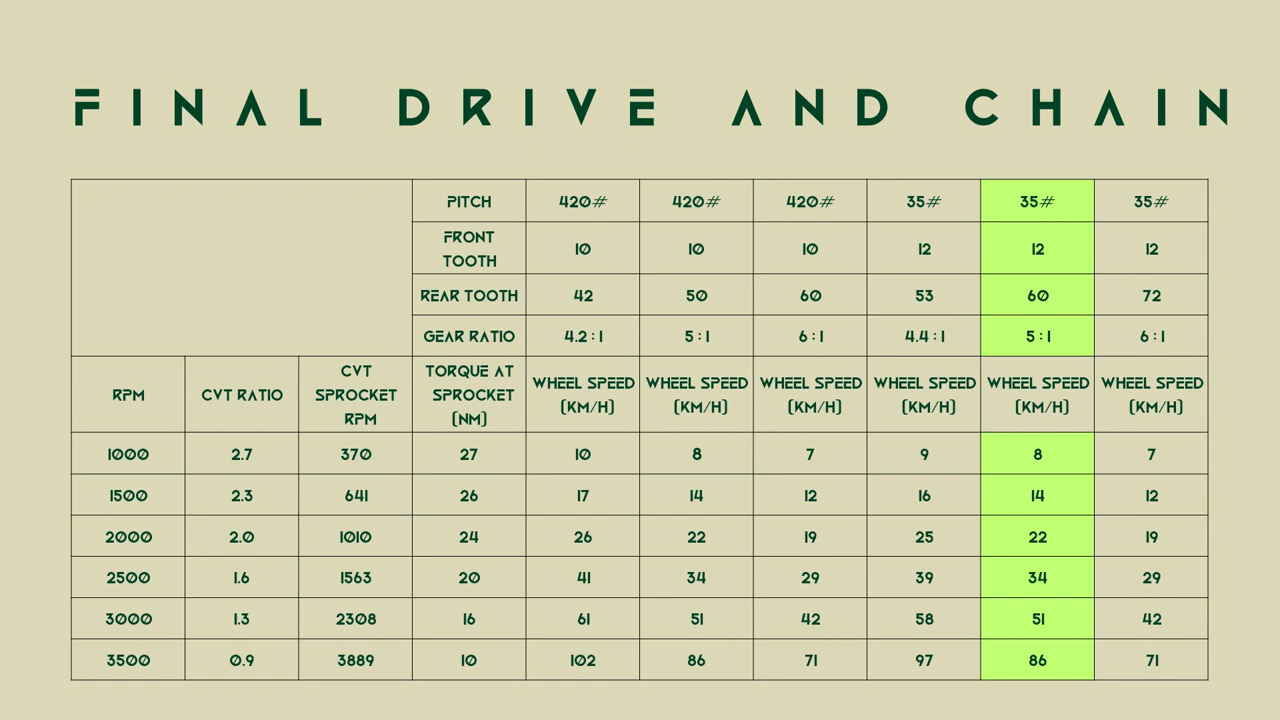 FINAL DRIVE AND CHAIN
PITCH 420# 420# 420# 35# 35# 35#
FRONT
TOOTH 10 10 10 12 12 12
REAR TOOTH 42 50 60 53 60 72
GEAR RATIO 4.2 : 1 5 : 1 6 : 1 4.4 : 1 5 : 1 6 : 1
RPM CVT RATIO CVT SPROCKET RPM TORQUE AT SPROCKET (NM) WHEEL SPEED (KM/H) WHEEL SPEED (KM/H) WHEEL SPEED (KM/H) WHEEL SPEED (KM/H) WHEEL SPEED (KM/H) WHEEL SPEED (KM/H)
1000 2.7 370 27 10 8 7 9 8 7
1500 2.3 641 26 17 14 12 16 14 12
2000 2.0 1010 24 26 22 19 25 22 19
2500 1.6 1563 20 41 34 29 39 34 29
3000 1.3 2308 16 61 51 42 58 51 42
3500 0.9 3889 10 102 86 71 97 86 71